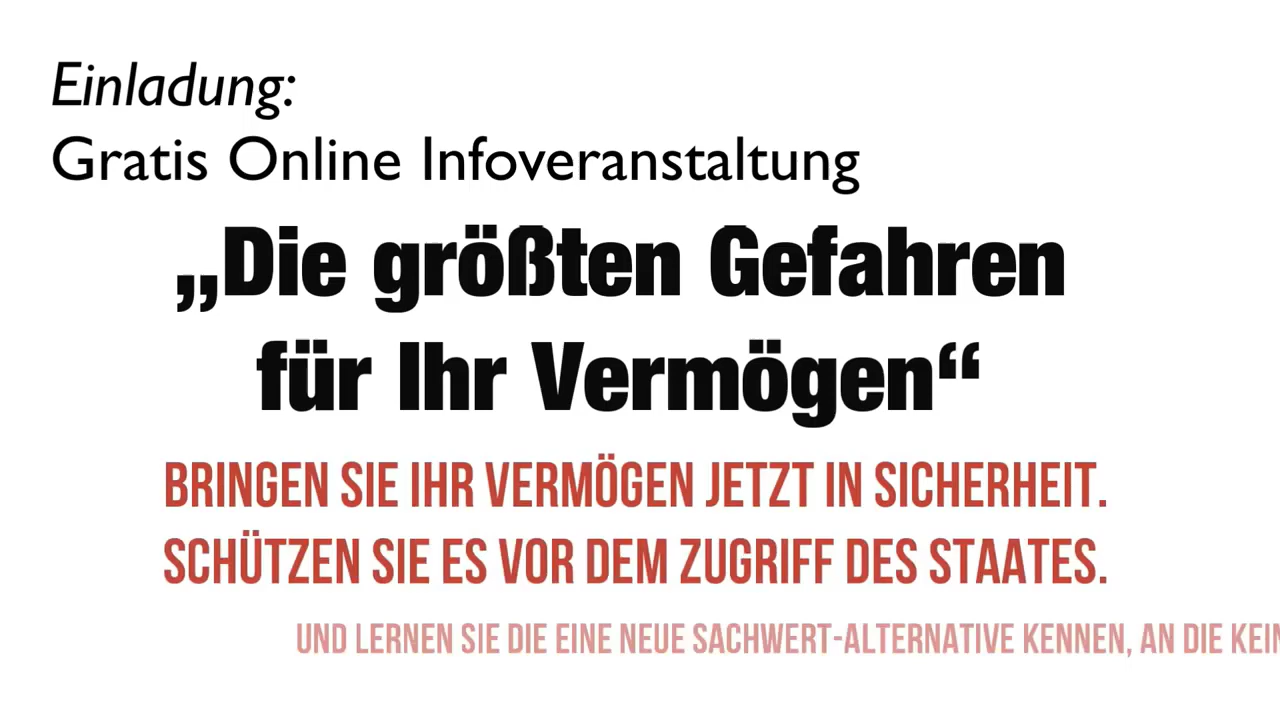 Einladung:
Gratis Online Infoveranstaltung
„Die größten Gefahren
für Ihr Vermögen“
BRINGEN SIE IHR VERMÖGEN JETZT IN SICHERHEIT.
SCHÜTZEN SIE ES VOR DEM ZUGRIFF DES STAATES.
UND LERNEN SIE DIE EINE NEUE SACHWERT-ALTERNATIVE KENNEN, AN DIE